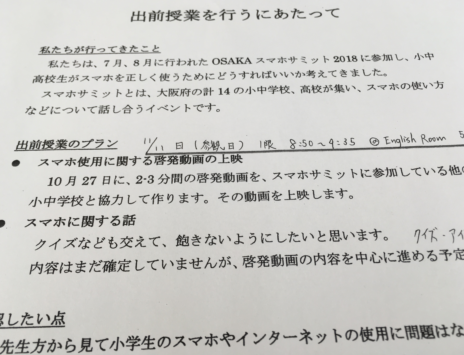 出前授業を行うにあたって
私たちが行ってきたこと
私たちは、7月、8月に行われた OSAKA スマホサミット 2018 に参加し、小中
高校生がスマホを正しく使うためにどうすればいいか考えてきました。
スマホサミットとは、大阪府の計 14 の小中学校、高校が集い、スマホの使い方
などについて話し合うイベントです。
出前授業のプラン 11/11 日(参観日) 1限 8:50~9:35 @ English Room 5
● スマホ使用に関する啓発動画の上映
10 月 27 日に、2-3 分間の啓発動画を、スマホサミットに参加している他の
小中学校と協力して作ります。その動画を上映します。
● スマホに関する話
クイズなども交えて、飽きないようにしたいと思います。 クイズ・アイ
内容はまだ確定していませんが、啓発動画の内容を中心に進める予定
認したい点
先生方から見て小学生のスマホやインターネットの使用に問題はな